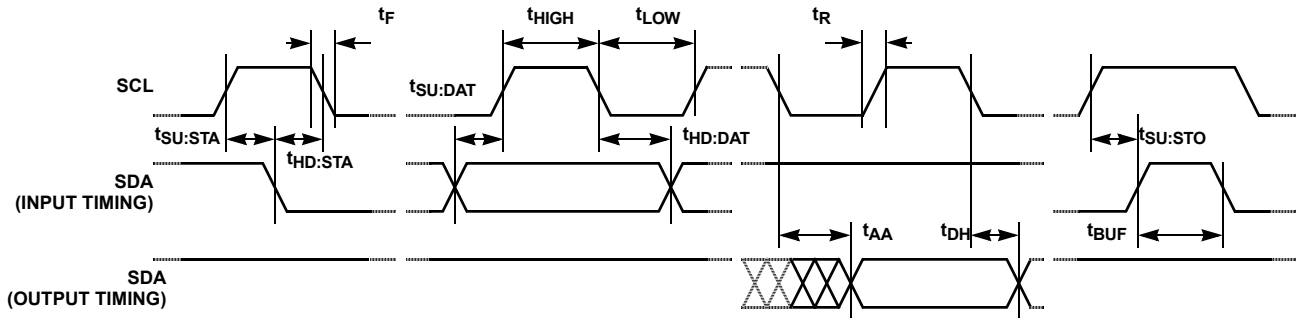 tF
tHIGH
tLOW
tR
SCL
tSU:DAT
tSU:STA
tHD:STA
tHD:DAT
tSU:STO
SDA
(INPUT TIMING)
tAA
tDH
tBUF
SDA
(OUTPUT TIMING)